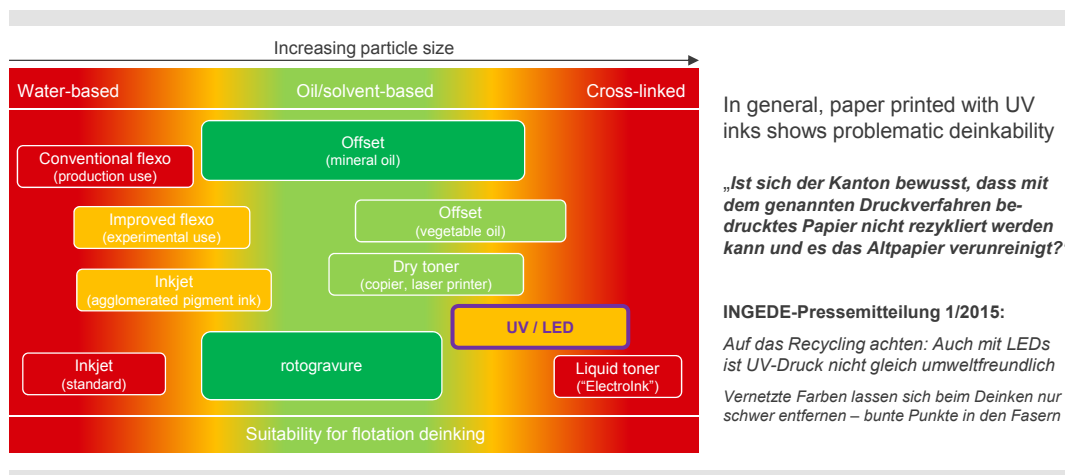 Increasing particle size
Water-based
Oil/solvent-based
Cross-linked
Offset
(mineral oil)
Conventional flexo
(production use)
Improved flexo
(experimental use)
Offset
(vegetable oil)
Inkjet
(agglomerated pigment ink)
Dry toner
(copier, laser printer)
UV / LED
Inkjet
(standard)
rotogravure
Liquid toner
("ElectroInk")
Suitability for flotation deinking
In general, paper printed with UV
inks shows problematic deinkability
„Ist sich der Kanton bewusst, dass mit
dem genannten Druckverfahren be-
drucktes Papier nicht rezykliert werden
kann und es das Altpapier verunreinigt?“
INGEDE-Pressemitteilung 1/2015:
Auf das Recycling achten: Auch mit LEDs
ist UV-Druck nicht gleich umweltfreundlich
Vernetzte Farben lassen sich beim Deinken nur
schwer entfernen – bunte Punkte in den Fasern